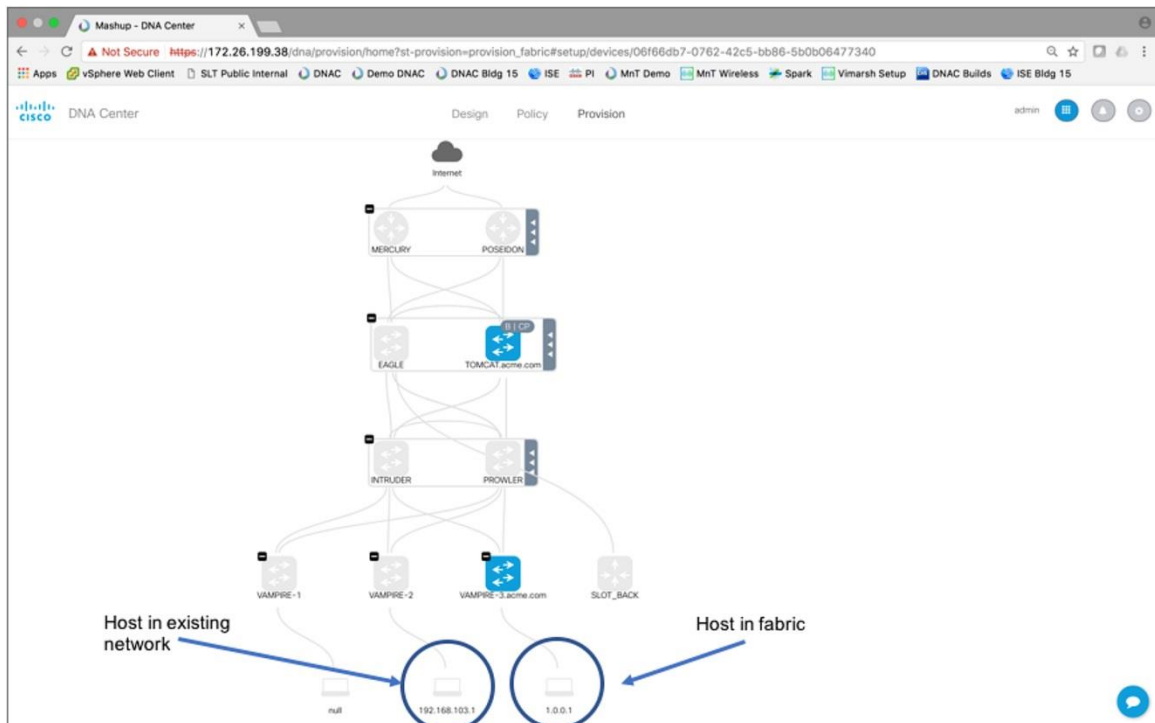 Mashup - DNA Center
Not Secure https://172.26.199.38/dna/provision/home?st-provision=provision_fabric#setup/devices/06f66db7-0762-42c5-bb86-5b0b06477340
Apps vSphere Web Client SLT Public Internal DNAC Demo DNAC DNAC Bldg 15 ISE PI MnT Demo MnT Wireless Spark Vimarsh Setup DNAC Builds ISE Bldg 15
CISCO DNA Center Design Policy Provision admin
Internet
MERCURY POSEIDON
B | CP
EAGLE TOMCAT.acme.com
INTRUDER PROWLER
VAMPIRE-1 VAMPIRE-2 VAMPIRE-3.acme.com SLOT_BACK
Host in existing
network
Host in fabric
null 192.168.103.1 1.0.0.1